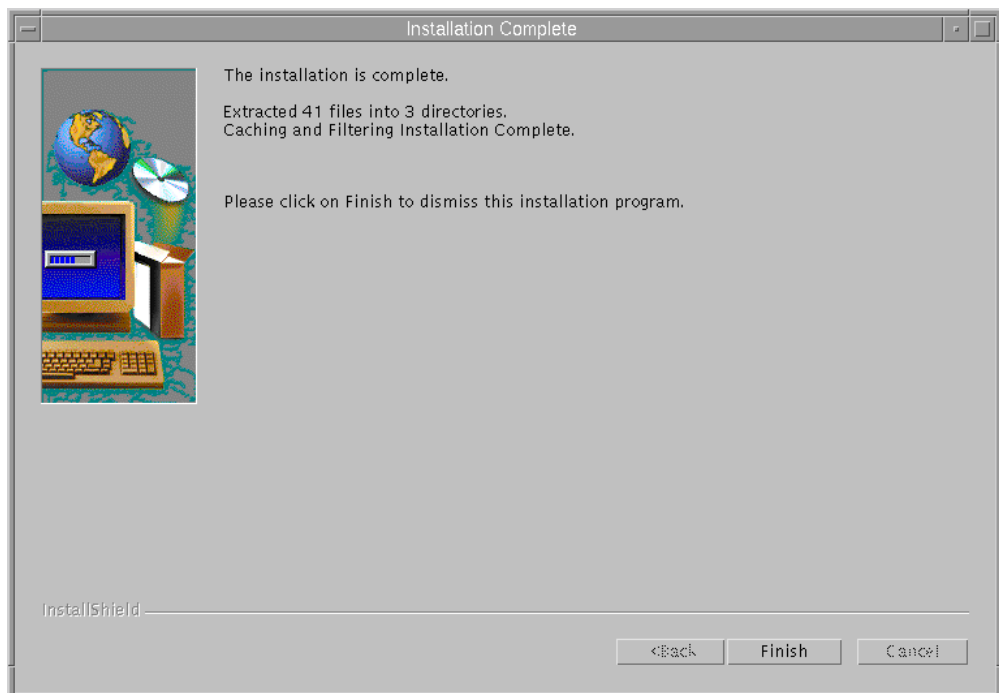 Installation Complete
The installation is complete.
Extracted 41 files into 3 directories.
Caching and Filtering Installation Complete.
Please click on Finish to dismiss this installation program.
InstallShield
<Back
Finish
Cancel